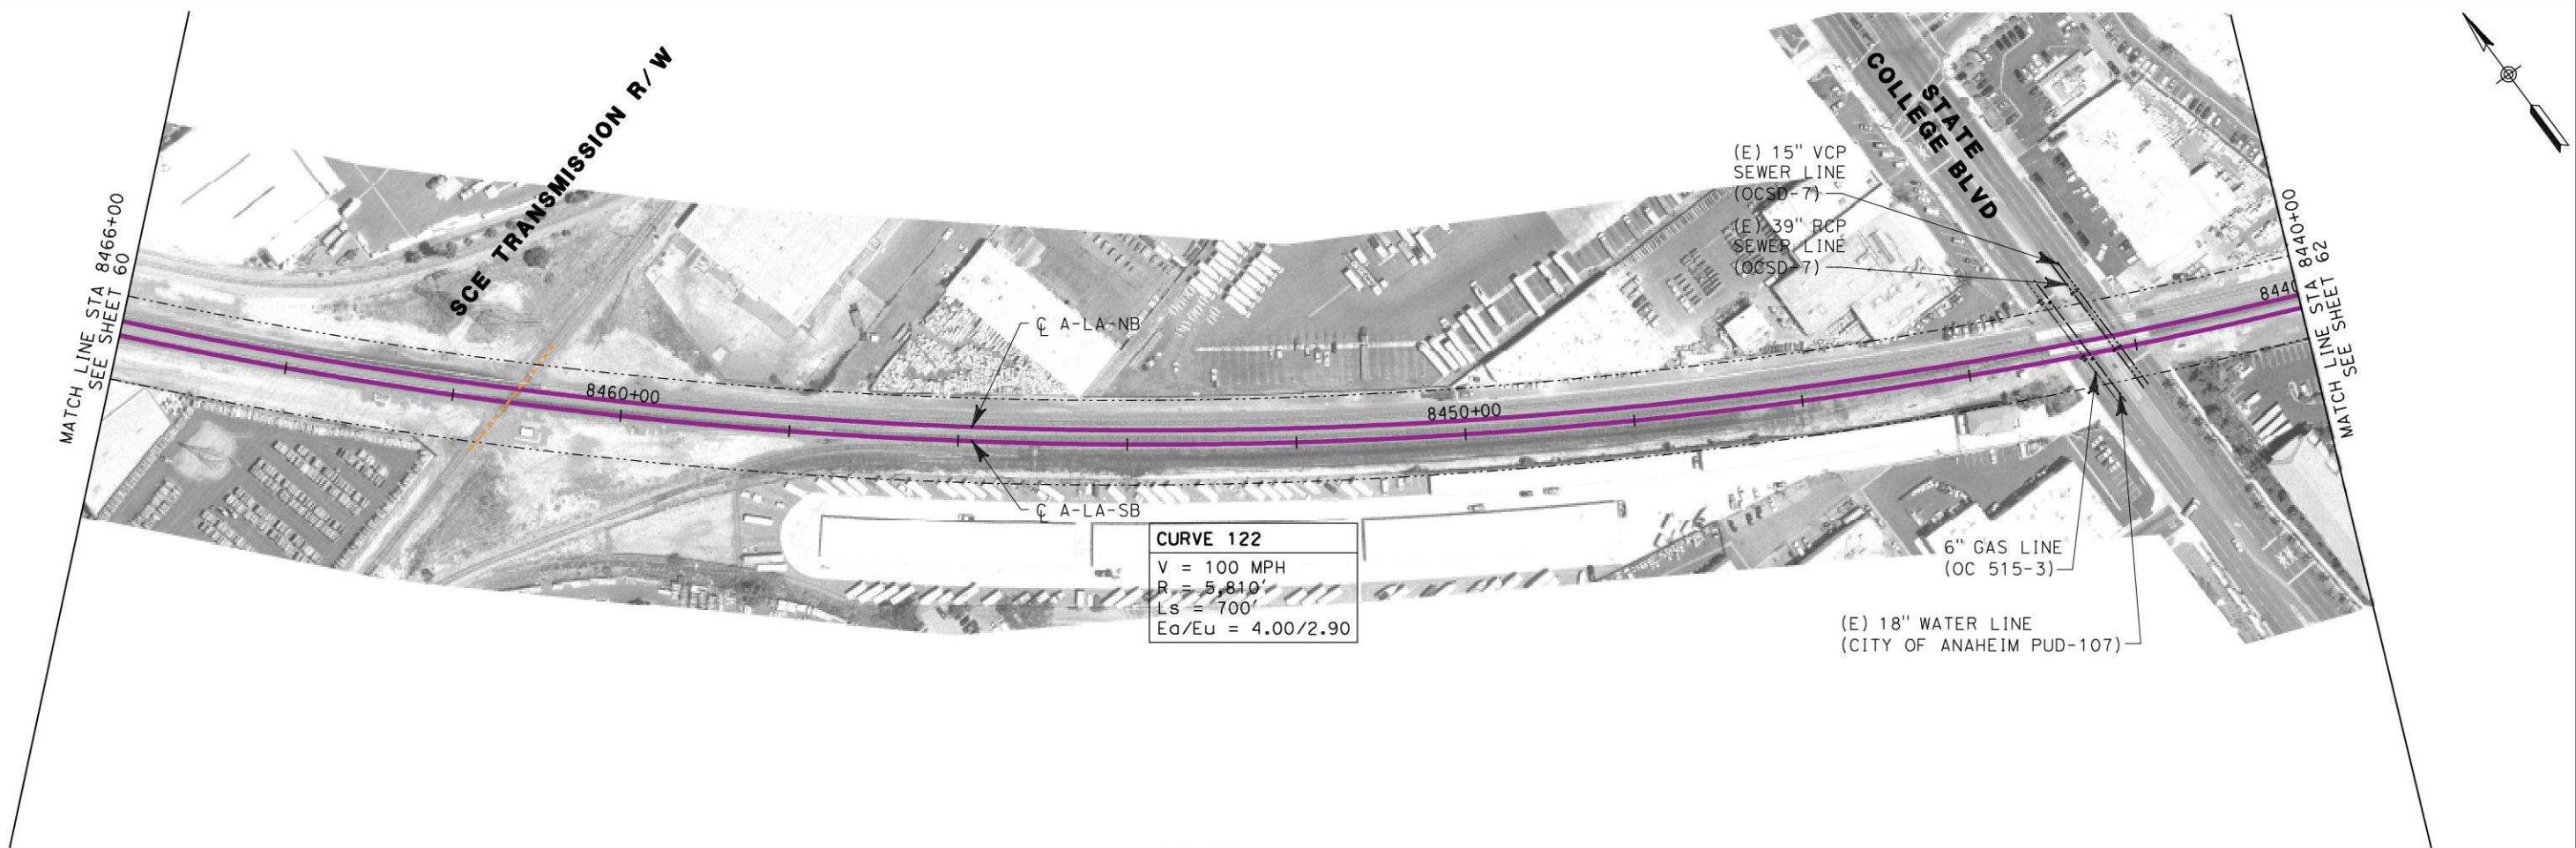 MATCH LINE STA 8466+00
SEE SHEET 60
SCE TRANSMISSION R/W
8460+00
℄ A-LA-NB
℄ A-LA-SB
8450+00
CURVE 122
V = 100 MPH
R = 5,810'
Ls = 700'
Ea/Eu = 4.00/2.90
(E) 15" VCP
SEWER LINE
(OCSD-7)
(E) 39" RCP
SEWER LINE
(OCSD-7)
STATE
COLLEGE BLVD
6" GAS LINE
(OC 515-3)
(E) 18" WATER LINE
(CITY OF ANAHEIM PUD-107)
8440
MATCH LINE STA 8440+00
SEE SHEET 62